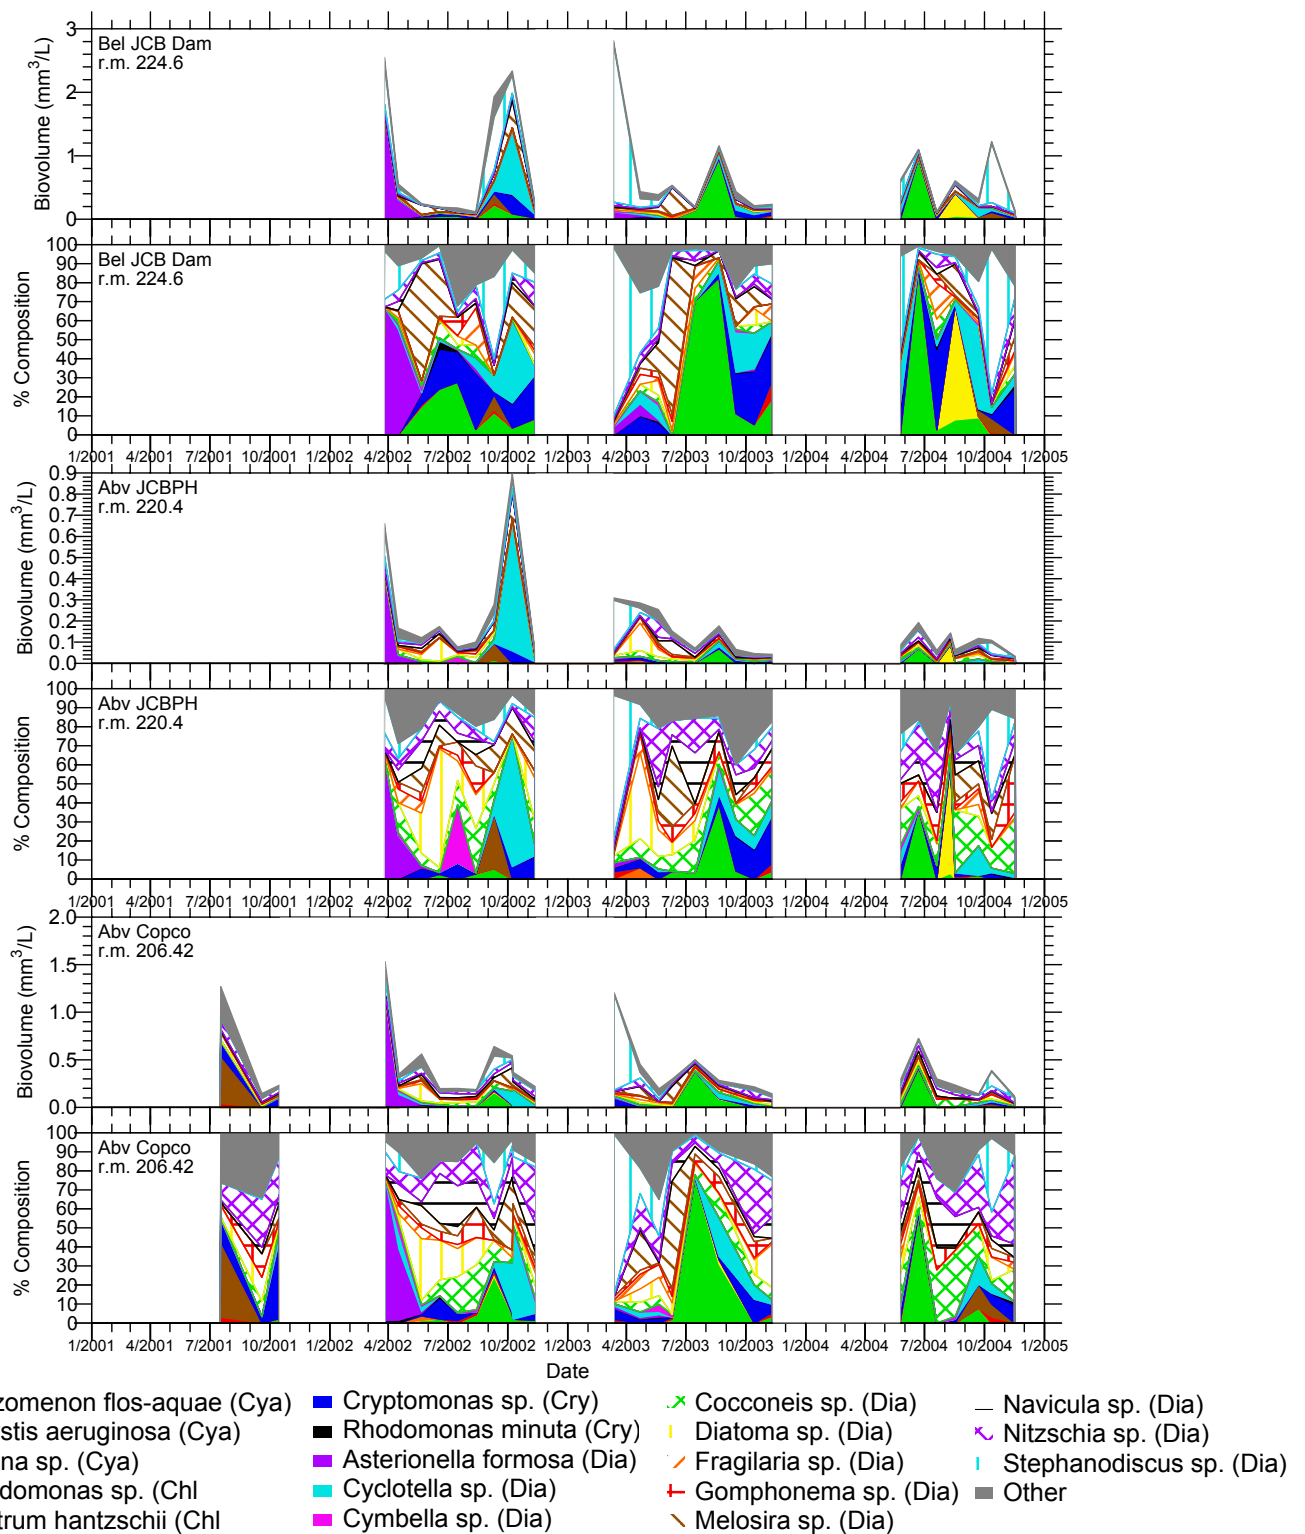 3
2
1
0
Biovolume (mm³/L)
Bel JCB Dam
r.m. 224.6
100
90
80
70
60
50
40
30
20
10
0
% Composition
Bel JCB Dam
r.m. 224.6
1/2001 4/2001 7/2001 10/2001 1/2002 4/2002 7/2002 10/2002 1/2003 4/2003 7/2003 10/2003 1/2004 4/2004 7/2004 10/2004 1/2005
0.9
0.8
0.7
0.6
0.5
0.4
0.3
0.2
0.1
0.0
Biovolume (mm³/L)
Abv JCBPH
r.m. 220.4
100
90
80
70
60
50
40
30
20
10
0
% Composition
Abv JCBPH
r.m. 220.4
1/2001 4/2001 7/2001 10/2001 1/2002 4/2002 7/2002 10/2002 1/2003 4/2003 7/2003 10/2003 1/2004 4/2004 7/2004 10/2004 1/2005
2.0
1.5
1.0
0.5
0.0
Biovolume (mm³/L)
Abv Copco
r.m. 206.42
100
90
80
70
60
50
40
30
20
10
0
% Composition
Abv Copco
r.m. 206.42
1/2001 4/2001 7/2001 10/2001 1/2002 4/2002 7/2002 10/2002 1/2003 4/2003 7/2003 10/2003 1/2004 4/2004 7/2004 10/2004 1/2005
Date
zomenon flos-aquae (Cya)
stis aeruginosa (Cya)
na sp. (Cya)
domonas sp. (Chl
trum hantzschii (Chl
Cryptomonas sp. (Cry)
Rhodomonas minuta (Cry)
Asterionella formosa (Dia)
Cyclotella sp. (Dia)
Cymbella sp. (Dia)
Cocconeis sp. (Dia)
Diatoma sp. (Dia)
Fragilaria sp. (Dia)
Gomphonema sp. (Dia)
Melosira sp. (Dia)
Navicula sp. (Dia)
Nitzschia sp. (Dia)
Stephanodiscus sp. (Dia)
Other